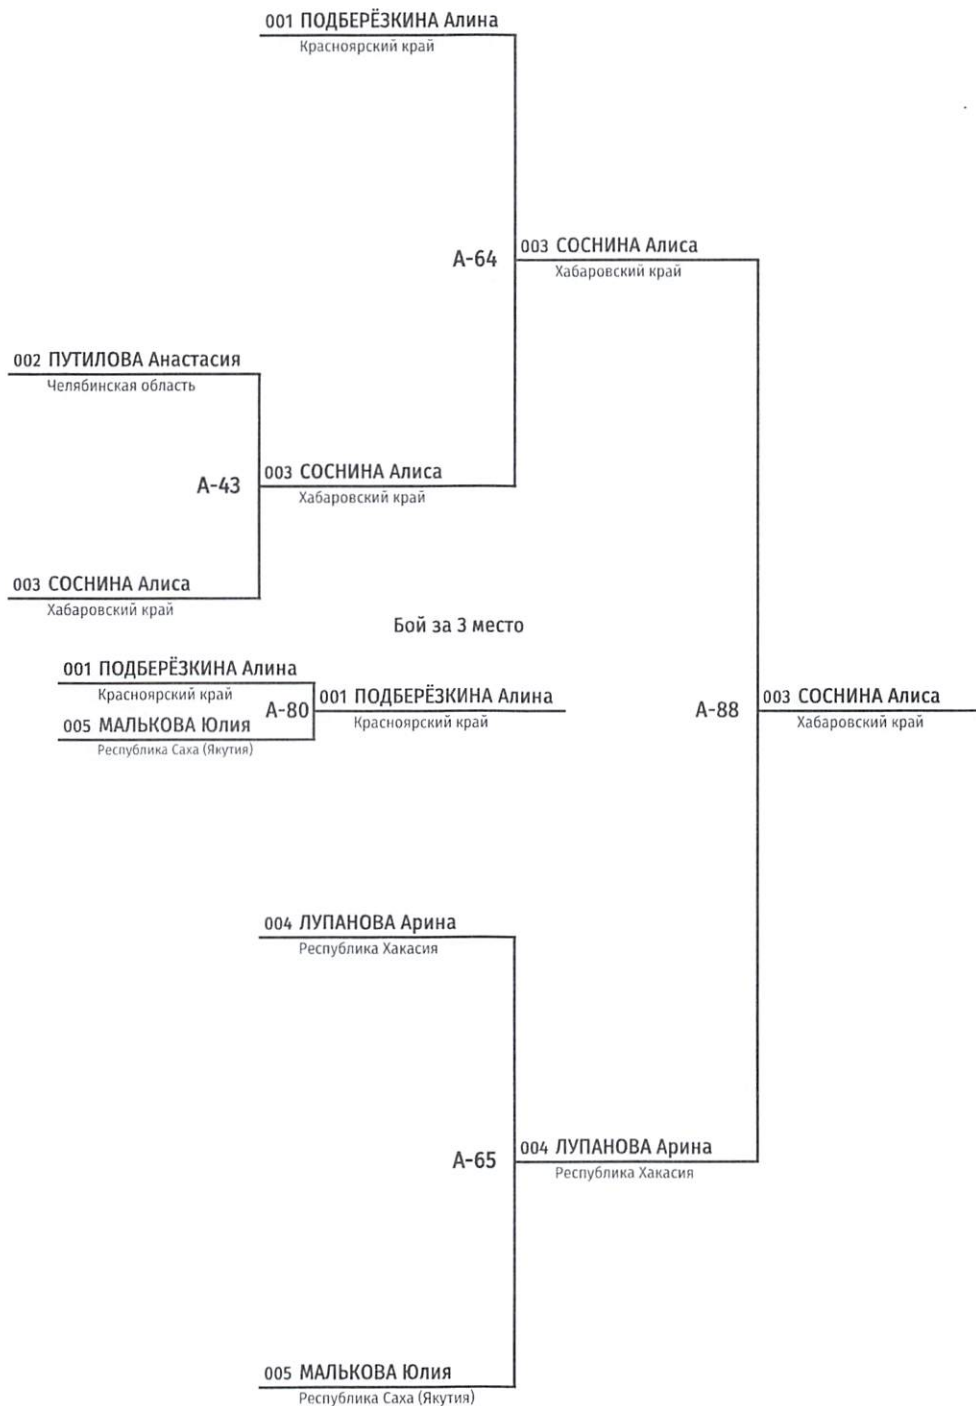 001 ПОДБЕРЁЗКИНА Алина
Красноярский край
А-64
003 СОСНИНА Алиса
Хабаровский край
002 ПУТИЛОВА Анастасия
Челябинская область
А-43
003 СОСНИНА Алиса
Хабаровский край
003 СОСНИНА Алиса
Хабаровский край
Бой за 3 место
001 ПОДБЕРЁЗКИНА Алина
Красноярский край
005 МАЛЬКОВА Юлия
Республика Саха (Якутия)
А-80
001 ПОДБЕРЁЗКИНА Алина
Красноярский край
А-88
003 СОСНИНА Алиса
Хабаровский край
004 ЛУПАНОВА Арина
Республика Хакасия
А-65
004 ЛУПАНОВА Арина
Республика Хакасия
005 МАЛЬКОВА Юлия
Республика Саха (Якутия)